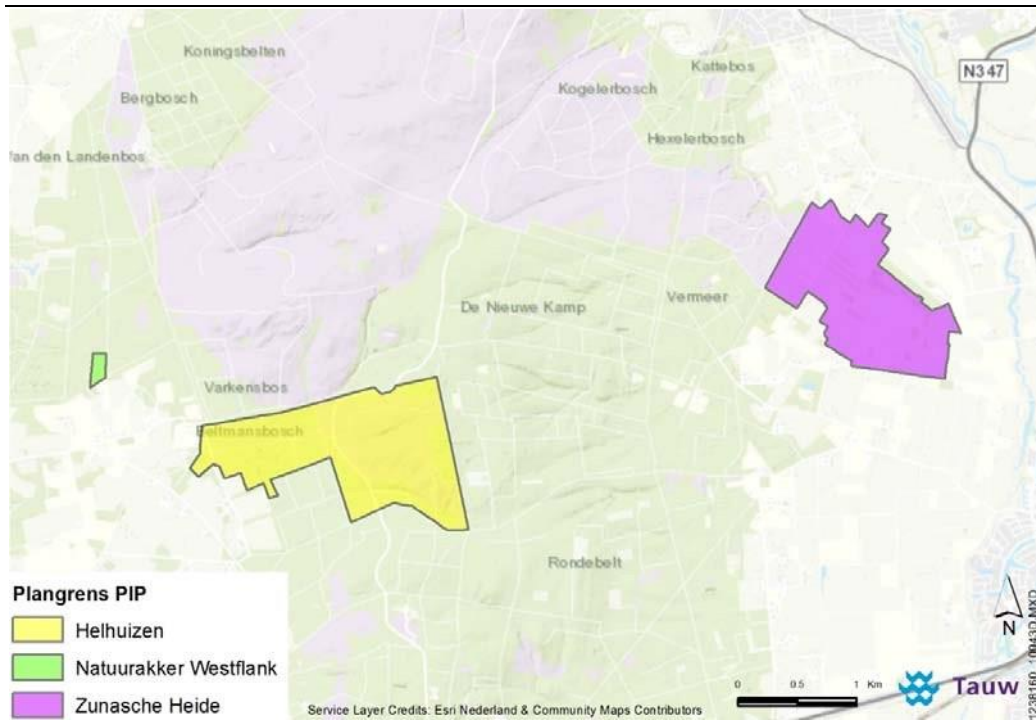 Koningsbelten
Bergbosch
Kattebos
Kogelerbosch
N347
Hexelerbosch
Van den Landenbos
De Nieuwe Kamp
Vermeer
Varkensbos
Eeltmansbosch
Rondebelt
Plangrens PIP
Helhuizen
Natuurakker Westflank
Zunasche Heide
Service Layer Credits: Esri Nederland & Community Maps Contributors
0 0.5 1 Km
N
Tauw